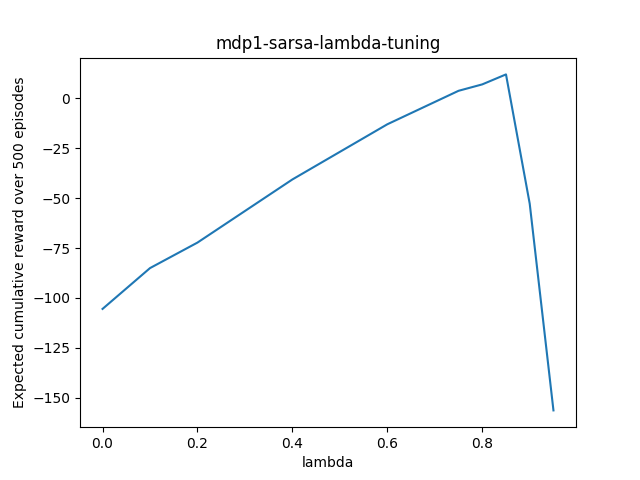 mdp1-sarsa-lambda-tuning
Expected cumulative reward over 500 episodes
0
−25
−50
−75
−100
−125
−150
0.0 0.2 0.4 0.6 0.8
lambda